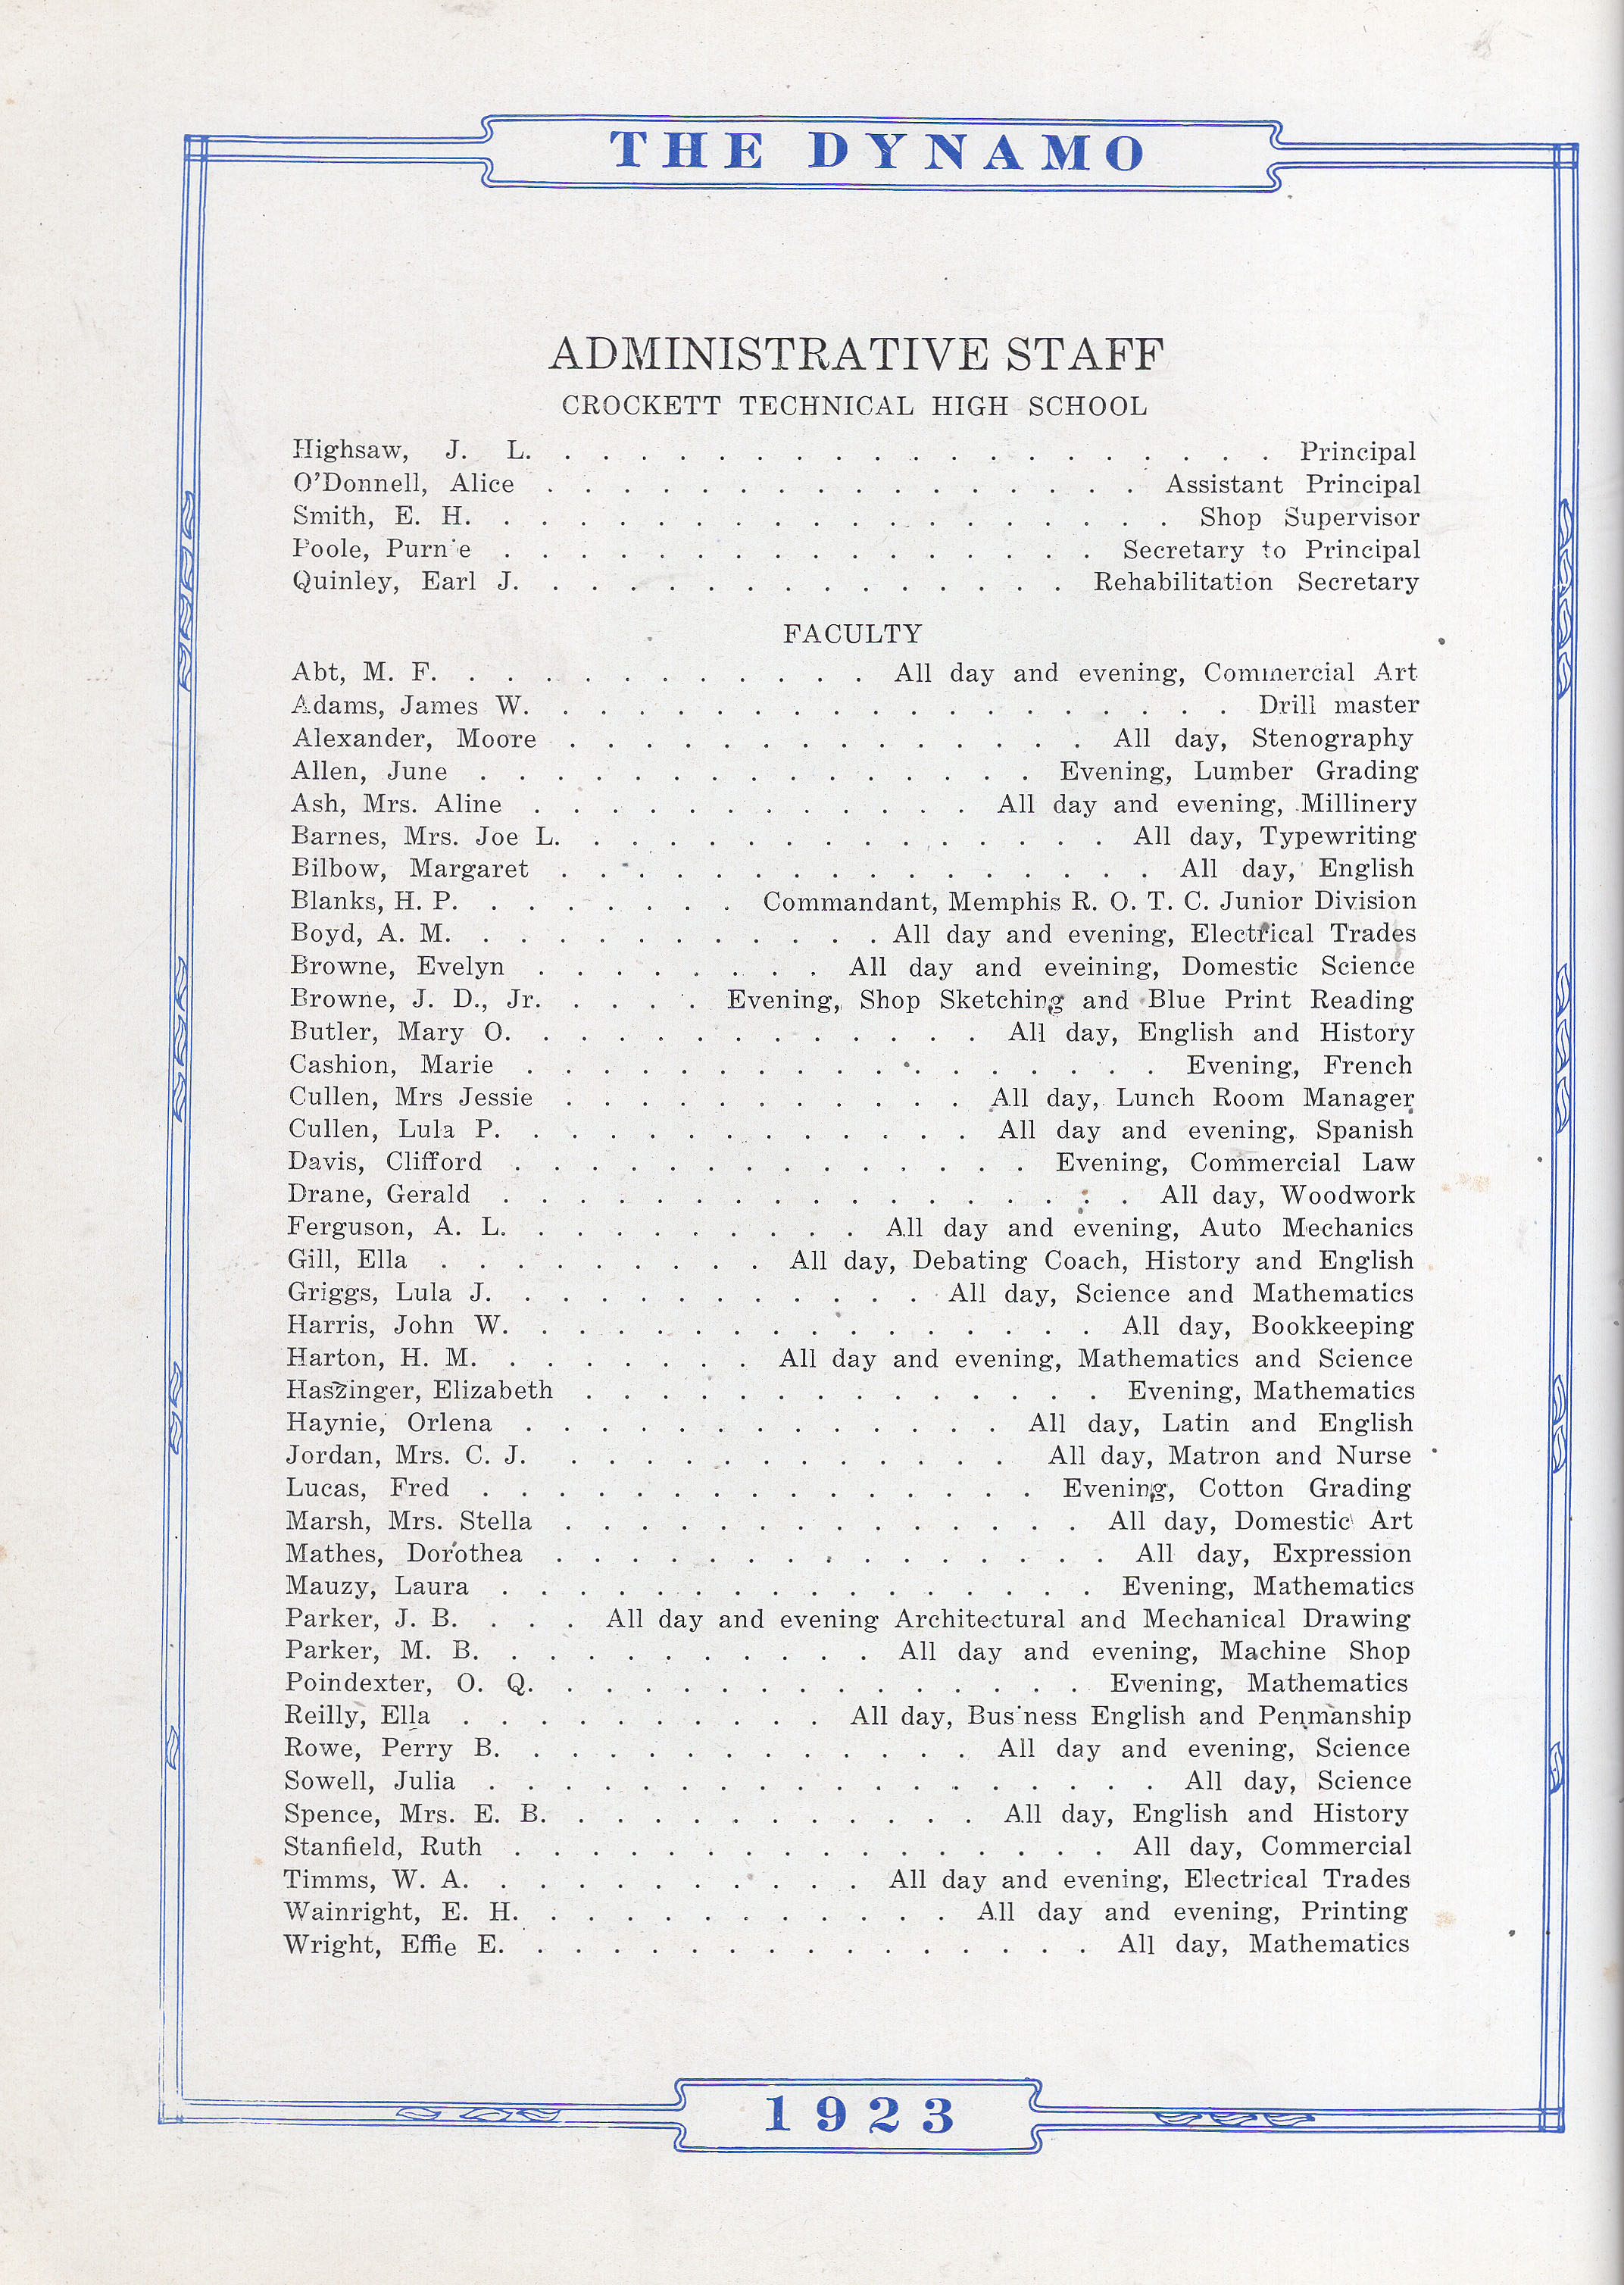 THE DYNAMO
ADMINISTRATIVE STAFF
CROCKETT TECHNICAL HIGH SCHOOL
Highsaw, J. L. . . . . . . . . . . . . . . . . . Principal
O'Donnell, Alice . . . . . . . . . . . . . . . Assistant Principal
Smith, E. H. . . . . . . . . . . . . . . . . . Shop Supervisor
Poole, Purnie . . . . . . . . . . . . . . . Secretary to Principal
Quinley, Earl J. . . . . . . . . . . . . . Rehabilitation Secretary
FACULTY
Abt, M. F. . . . . . . . . . . . All day and evening, Commercial Art
Adams, James W. . . . . . . . . . . . . . . . . . Drill master
Alexander, Moore . . . . . . . . . . . . . All day, Stenography
Allen, June . . . . . . . . . . . . . . Evening, Lumber Grading
Ash, Mrs. Aline . . . . . . . . . . . All day and evening, Millinery
Barnes, Mrs. Joe L. . . . . . . . . . . . . . All day, Typewriting
Bilbow, Margaret . . . . . . . . . . . . . . . All day, English
Blanks, H. P. . . . . . . . Commandant, Memphis R. O. T. C. Junior Division
Boyd, A. M. . . . . . . . . . . . All day and evening, Electrical Trades
Browne, Evelyn . . . . . . . . All day and eveining, Domestic Science
Browne, J. D., Jr. . . . . Evening, Shop Sketching and Blue Print Reading
Butler, Mary O. . . . . . . . . . . . All day, English and History
Cashion, Marie . . . . . . . . . . . . . . . . Evening, French
Cullen, Mrs Jessie . . . . . . . . . . . All day, Lunch Room Manager
Cullen, Lula P. . . . . . . . . . . . . All day and evening, Spanish
Davis, Clifford . . . . . . . . . . . . . Evening, Commercial Law
Drane, Gerald . . . . . . . . . . . . . . . . All day, Woodwork
Ferguson, A. L. . . . . . . . . . All day and evening, Auto Mechanics
Gill, Ella . . . . . . . . . All day, Debating Coach, History and English
Griggs, Lula J. . . . . . . . . . . . All day, Science and Mathematics
Harris, John W. . . . . . . . . . . . . . . All day, Bookkeeping
Harton, H. M. . . . . . . . All day and evening, Mathematics and Science
Haszinger, Elizabeth . . . . . . . . . . . . . Evening, Mathematics
Haynie, Orlena . . . . . . . . . . . . All day, Latin and English
Jordan, Mrs. C. J. . . . . . . . . . . . All day, Matron and Nurse
Lucas, Fred . . . . . . . . . . . . . . Evening, Cotton Grading
Marsh, Mrs. Stella . . . . . . . . . . . . . All day, Domestic Art
Mathes, Dorothea . . . . . . . . . . . . . . All day, Expression
Mauzy, Laura . . . . . . . . . . . . . . . Evening, Mathematics
Parker, J. B. . . . All day and evening Architectural and Mechanical Drawing
Parker, M. B. . . . . . . . . . . All day and evening, Machine Shop
Poindexter, O. Q. . . . . . . . . . . . . . Evening, Mathematics
Reilly, Ella . . . . . . . . . . All day, Business English and Penmanship
Rowe, Perry B. . . . . . . . . . . . . All day and evening, Science
Sowell, Julia . . . . . . . . . . . . . . . . . All day, Science
Spence, Mrs. E. B. . . . . . . . . . . . All day, English and History
Stanfield, Ruth . . . . . . . . . . . . . . . All day, Commercial
Timms, W. A. . . . . . . . . . . All day and evening, Electrical Trades
Wainright, E. H. . . . . . . . . . . . All day and evening, Printing
Wright, Effie E. . . . . . . . . . . . . . . . All day, Mathematics
1923